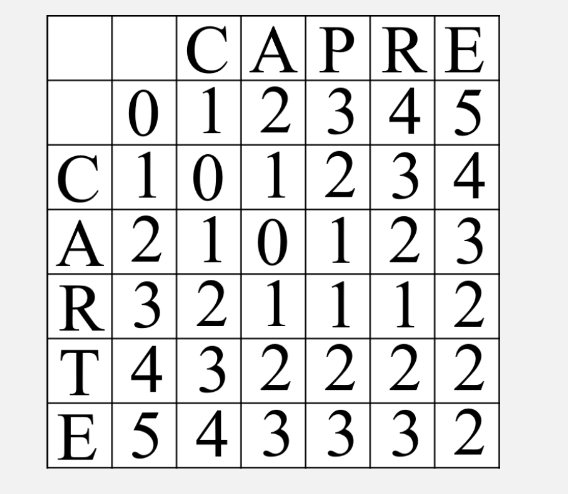 C A P R E
0 1 2 3 4 5
C 1 0 1 2 3 4
A 2 1 0 1 2 3
R 3 2 1 1 1 2
T 4 3 2 2 2 2
E 5 4 3 3 3 2